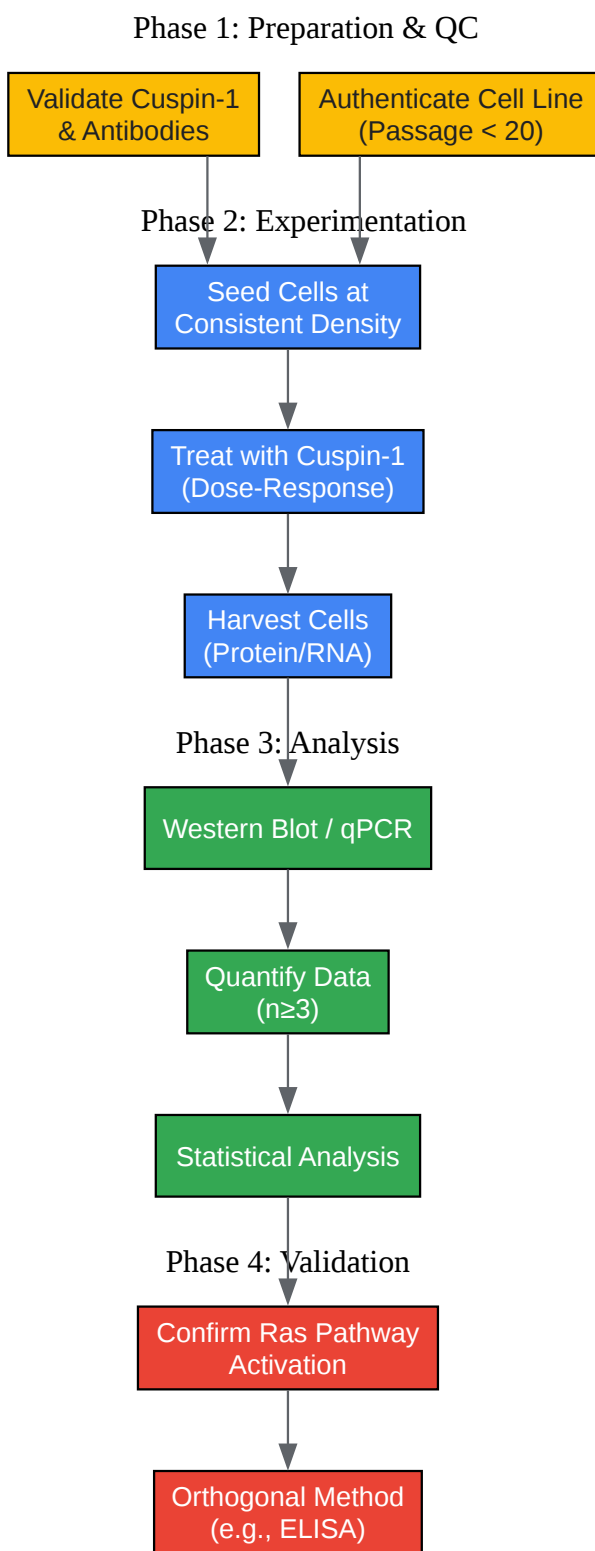 Phase 1: Preparation & QC
Validate Cuspin-1
& Antibodies
Authenticate Cell Line
(Passage < 20)
Phase 2: Experimentation
Seed Cells at
Consistent Density
Treat with Cuspin-1
(Dose-Response)
Harvest Cells
(Protein/RNA)
Phase 3: Analysis
Western Blot / qPCR
Quantify Data
(n≥3)
Statistical Analysis
Phase 4: Validation
Confirm Ras Pathway
Activation
Orthogonal Method
(e.g., ELISA)